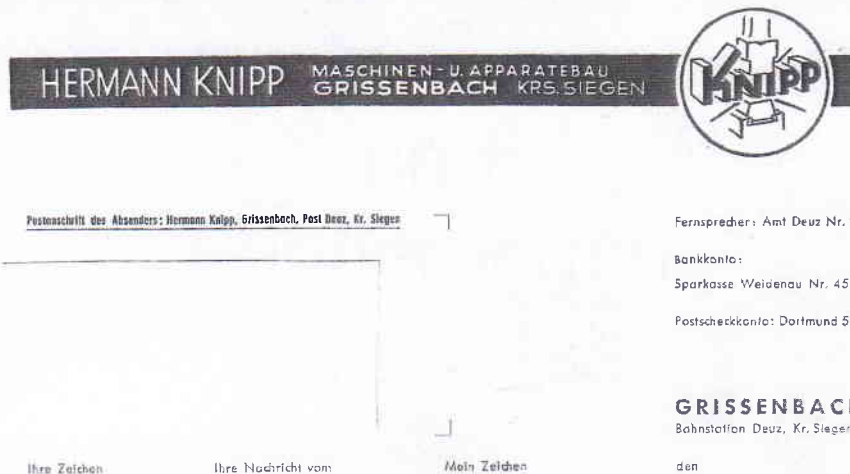 HERMANN KNIPP MASCHINEN- U. APPARATEBAU
GRISSENBACH KRS. SIEGEN
KNIPP
Postanschrift des Absenders: Hermann Knipp, Grissenbach, Post Deuz, Kr. Siegen
Fernsprecher: Amt Deuz Nr.
Bankkonto:
Sparkasse Weidenau Nr. 45
Postscheckkonto: Dortmund 5
GRISSENBACH
Bahnstation Deuz, Kr. Siegen
Ihre Zeichen Ihre Nachricht vom Mein Zeichen den